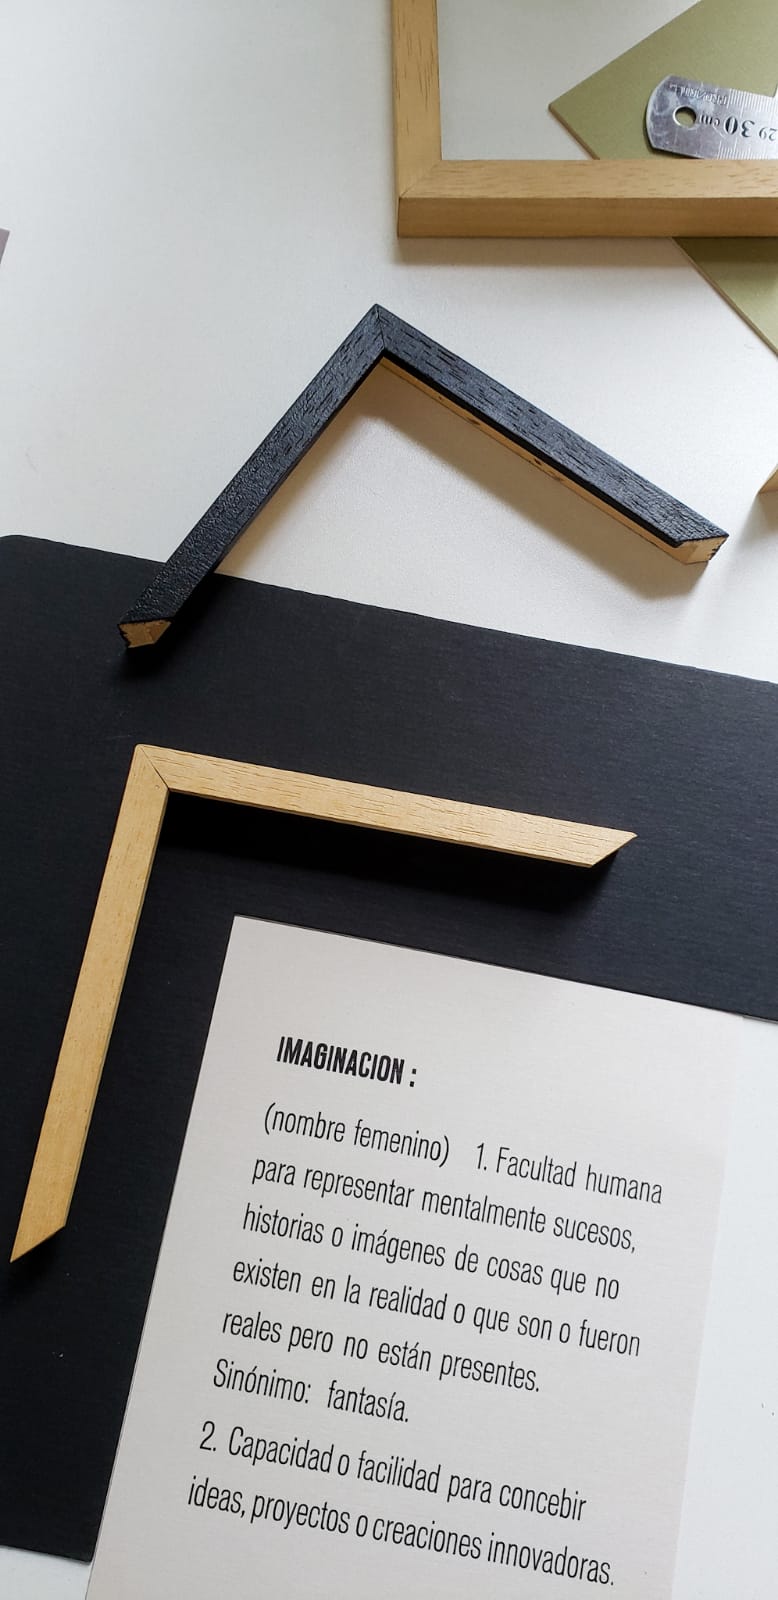 29 30 cm
IMAGINACION :
(nombre femenino) 1. Facultad humana
para representar mentalmente sucesos,
historias o imágenes de cosas que no
existen en la realidad o que son o fueron
reales pero no están presentes.
Sinónimo: fantasía.
2. Capacidad o facilidad para concebir
ideas, proyectos o creaciones innovadoras.